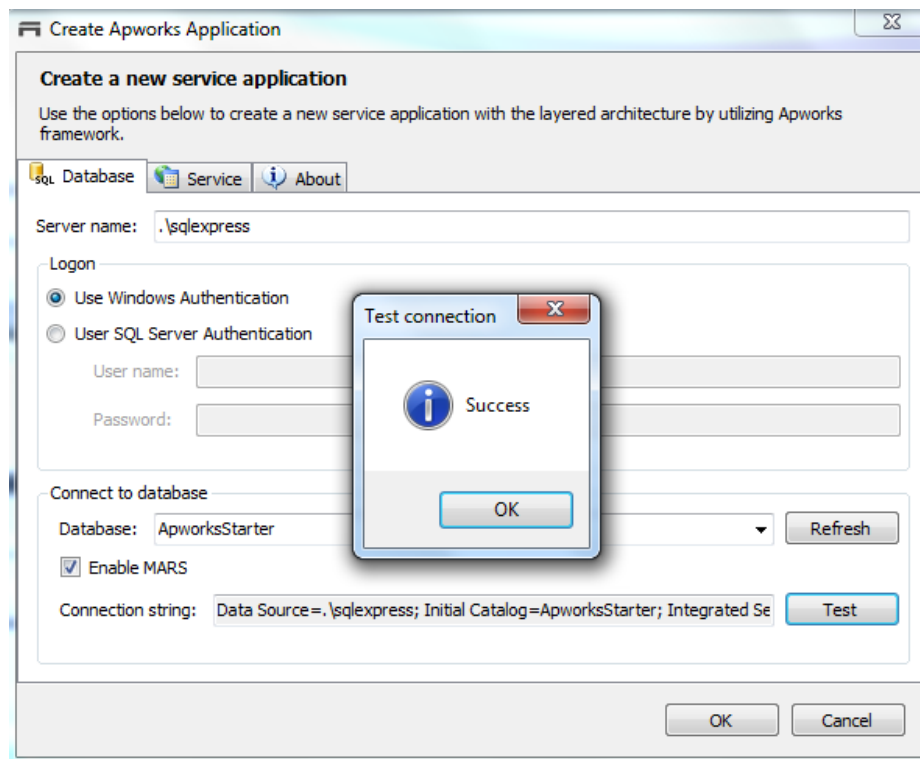 Create Apworks Application
Create a new service application
Use the options below to create a new service application with the layered architecture by utilizing Apworks
framework.
SQL Database Service About
Server name: .\sqlexpress
Logon
Use Windows Authentication
User SQL Server Authentication
User name:
Password:
Test connection
Success
OK
Connect to database
Database: ApworksStarter Refresh
Enable MARS
Connection string: Data Source=.\sqlexpress; Initial Catalog=ApworksStarter; Integrated Se Test
OK Cancel